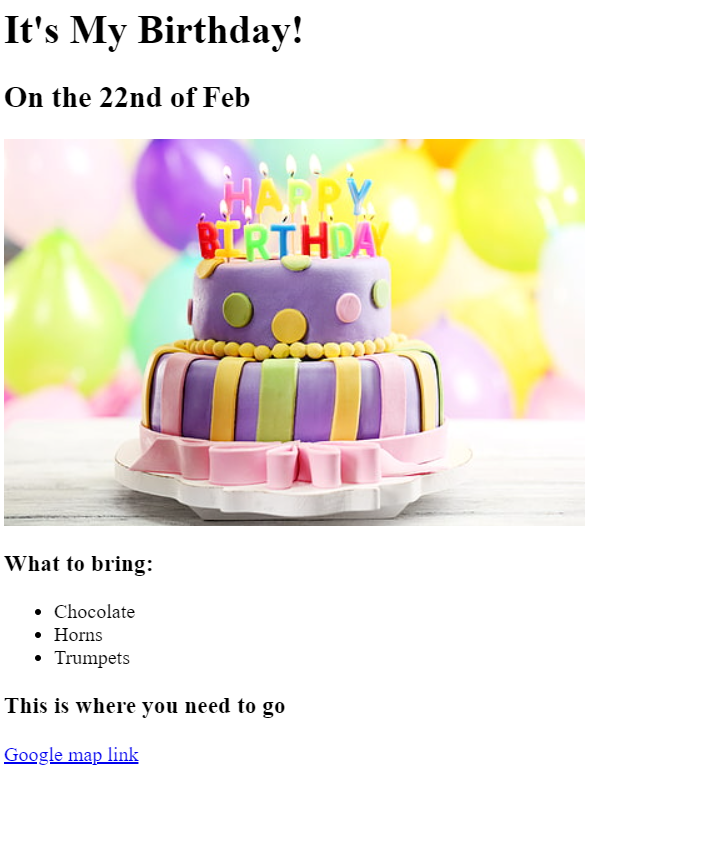 It's My Birthday!
On the 22nd of Feb
HAPPY
BIRTHDAY
What to bring:
Chocolate
Horns
Trumpets
This is where you need to go
Google map link